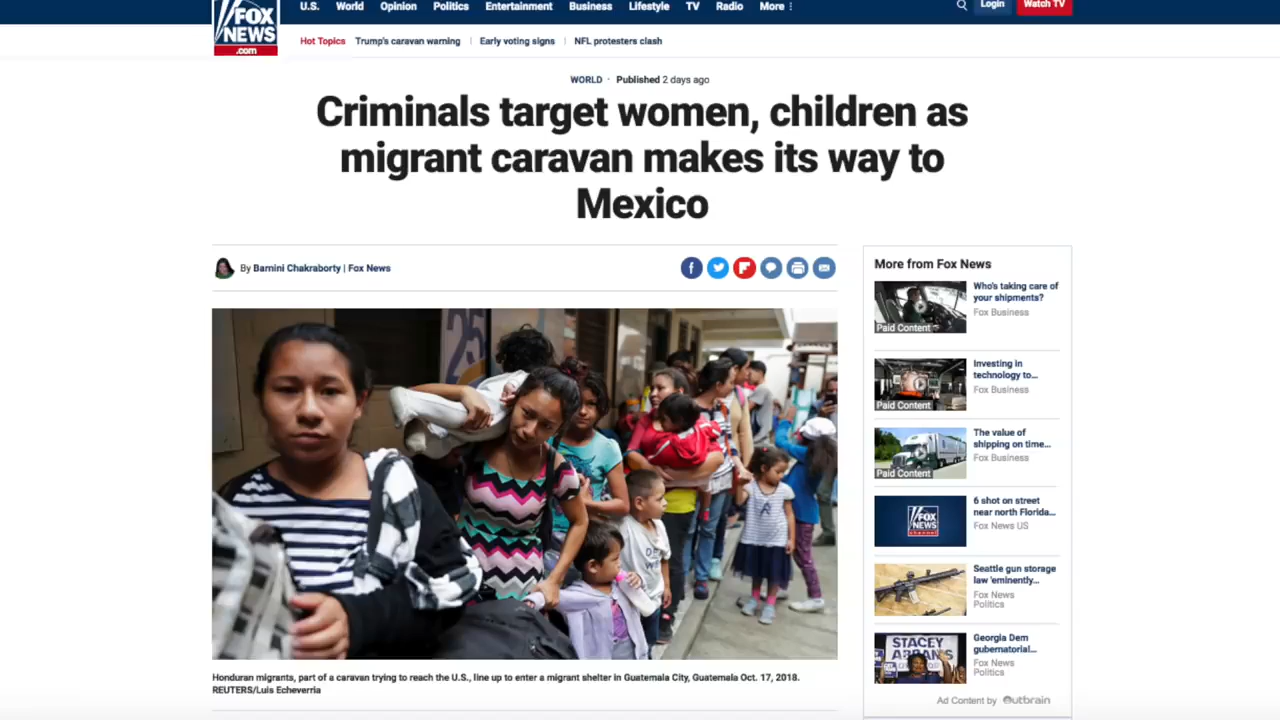 FOX
NEWS
.com
U.S. World Opinion Politics Entertainment Business Lifestyle TV Radio More
Login
Watch TV
Hot Topics Trump's caravan warning | Early voting signs | NFL protesters clash
WORLD · Published 2 days ago
Criminals target women, children as
migrant caravan makes its way to
Mexico
By Barnini Chakraborty | Fox News
25
DE
Honduran migrants, part of a caravan trying to reach the U.S., line up to enter a migrant shelter in Guatemala City, Guatemala Oct. 17, 2018.
REUTERS/Luis Echeverria
More from Fox News
Paid Content
Who's taking care of
your shipments?
Fox Business
Paid Content
Investing in
technology to...
Fox Business
Paid Content
The value of
shipping on time...
Fox Business
FOX
NEWS
channel
6 shot on street
near north Florida...
Fox News US
Seattle gun storage
law 'eminently...
Fox News
Politics
STACEY
ABRAMS
Georgia Dem
gubernatorial...
Fox News
Politics
Ad Content by Outbrain